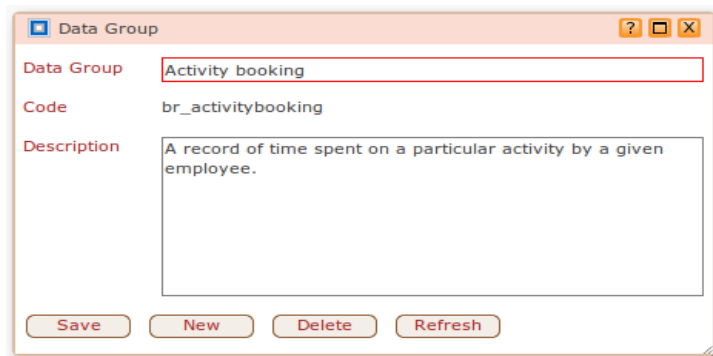 Data Group
? X
Data Group Activity booking
Code br_activitybooking
Description A record of time spent on a particular activity by a given
employee.
Save New Delete Refresh